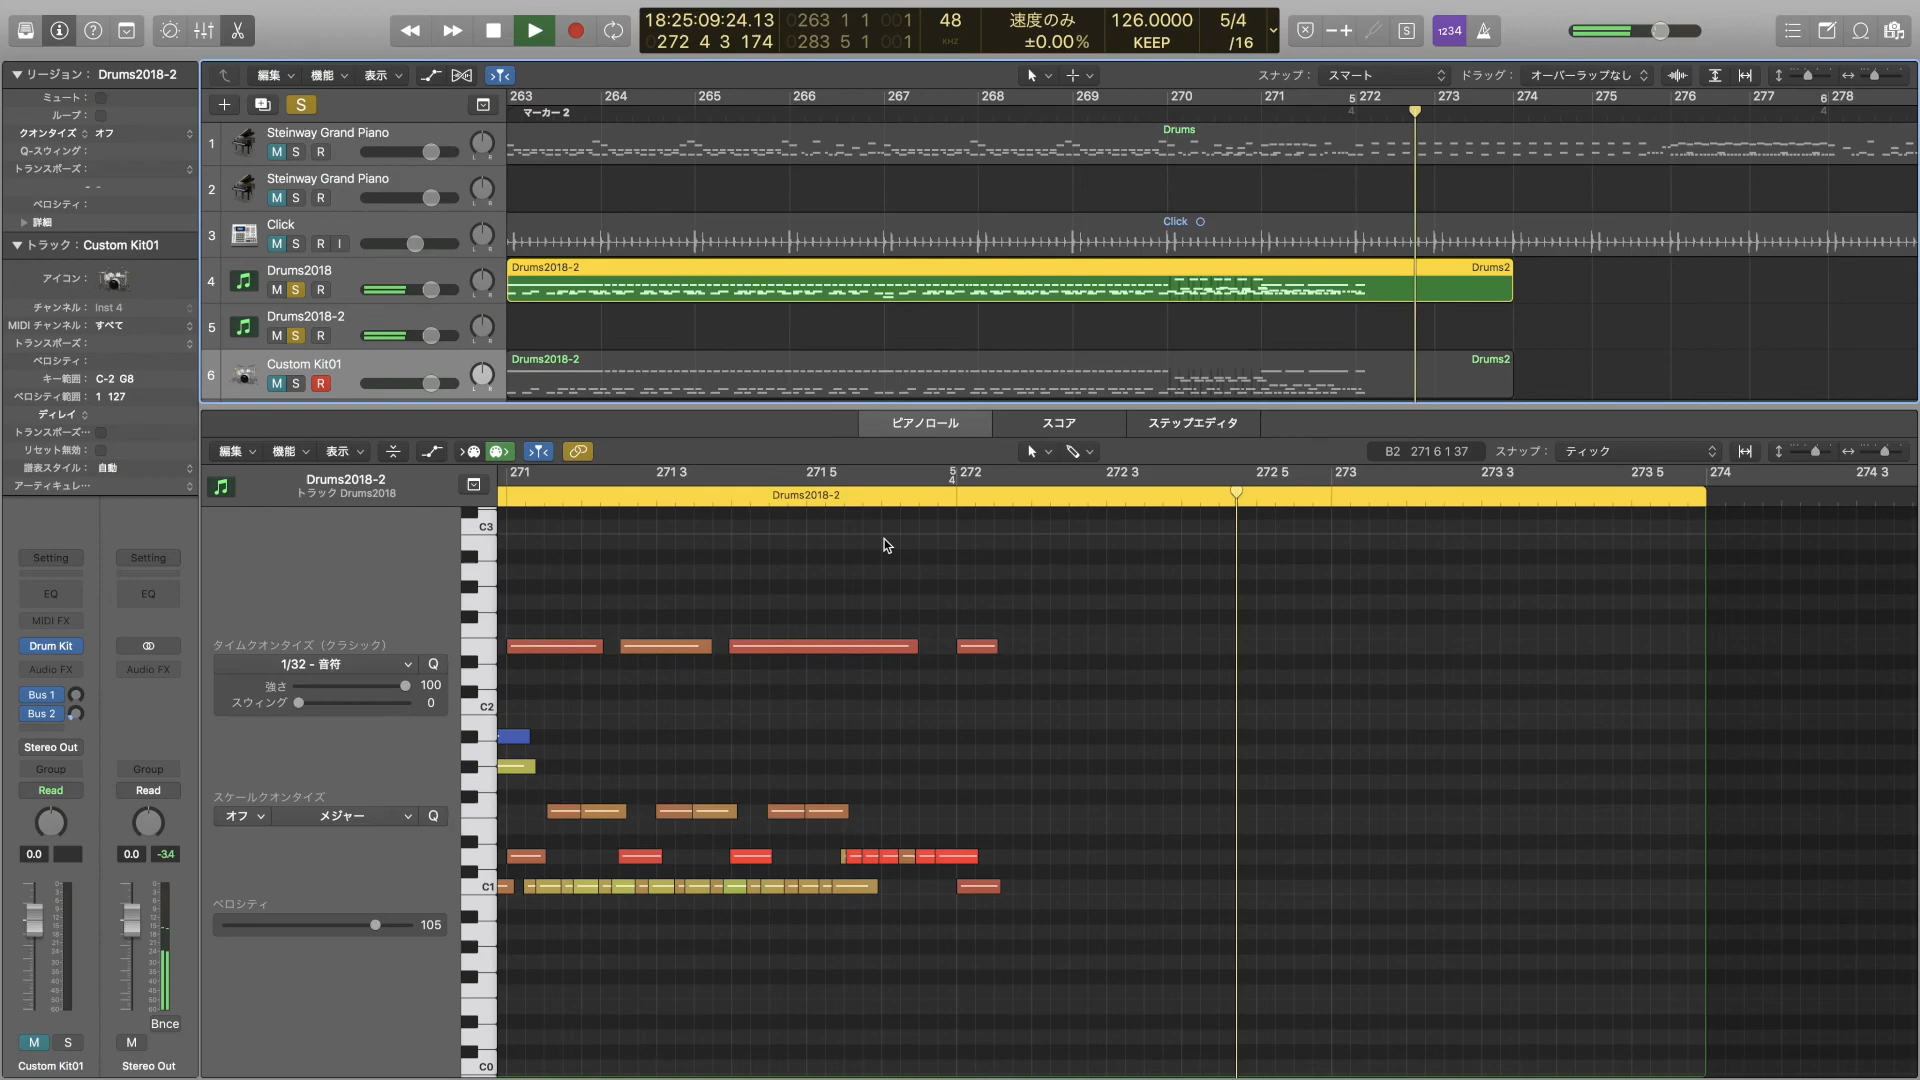 18:25:09:24.13
0263 1 1 001
48
速度のみ
126.0000
5/4
1234
0272 4 3 174
0283 5 1 001
KHZ
±0.00%
KEEP
/16
リージョン： Drums2018-2
ミュート：
ループ：
クオンタイズ オフ
Q-スウィング：
トランスポーズ：
- -
ベロシティ：
詳細
トラック： Custom Kit01
アイコン：
チャンネル： Inst 4
MIDI チャンネル： すべて
トランスポーズ：
ベロシティ：
キー範囲： C-2 G8
ベロシティ範囲： 1 127
ディレイ
トランスポーズ…
リセット無効：
譜表スタイル： 自動
アーティキュレ…
編集 機能 表示
スナップ： スマート
ドラッグ： オーバーラップなし
S
263 264 265 266 267 268 269 270 271 272 273 274 275 276 277 278
5
4
6
4
マーカー 2
1 Steinway Grand Piano
M S R
L R
Drums
2 Steinway Grand Piano
M S R
L R
3 Click
M S R I
L R
Click
4 Drums2018
M S R
L R
Drums2018-2 Drums2
5 Drums2018-2
M S R
L R
6 Custom Kit01
M S R
L R
Drums2018-2 Drums2
ピアノロール スコア ステップエディタ
編集 機能 表示
B2 271 6 1 37
スナップ： ティック
271 271 3 271 5 272 272 3 272 5 273 273 3 273 5 274 274 3
5
4
Drums2018-2
トラック Drums2018
Drums2018-2
C3
C2
C1
C0
タイムクオンタイズ（クラシック）
1/32 - 音符 Q
強さ 100
スウィング 0
スケールクオンタイズ
オフ メジャー Q
ベロシティ
105
Setting Setting
EQ EQ
MIDI FX
Drum Kit
Audio FX Audio FX
Bus 1
Bus 2
Stereo Out
Group Group
Read Read
0.0 0.0 -3.4
Bnce
M S M
Custom Kit01 Stereo Out